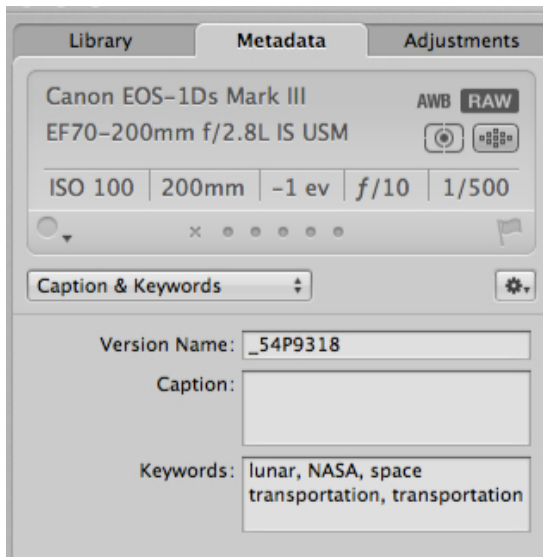 Library Metadata Adjustments
Canon EOS-1Ds Mark III AWB RAW
EF70-200mm f/2.8L IS USM
ISO 100 200mm -1 ev ƒ/10 1/500
Caption & Keywords
Version Name: _54P9318
Caption:
Keywords: lunar, NASA, space
transportation, transportation